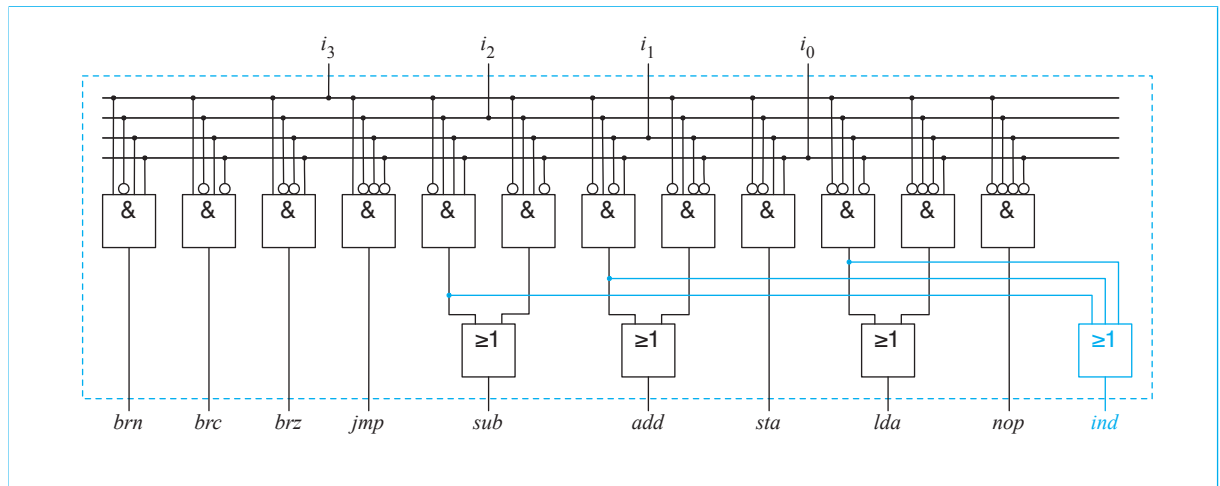 i3 i2 i1 i0
& & & & & & & & & & & &
≥1 ≥1 ≥1 ≥1
brn brc brz jmp sub add sta lda nop ind